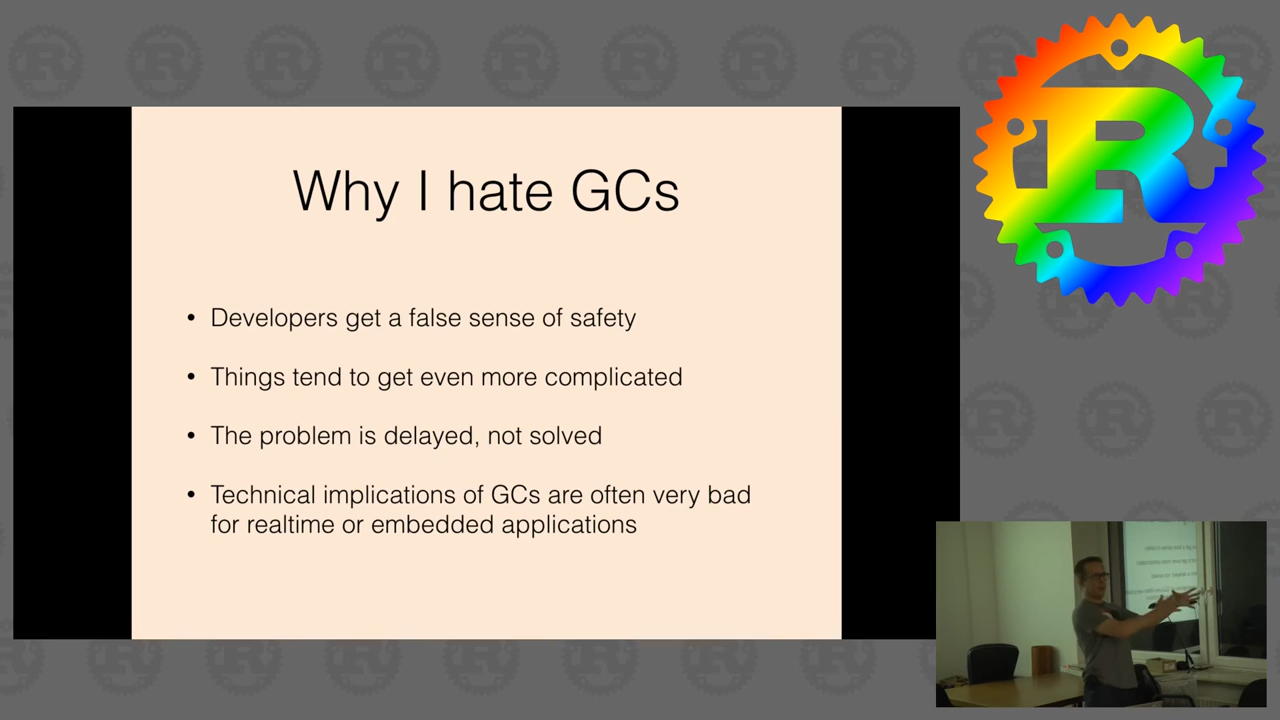 Why I hate GCs
• Developers get a false sense of safety
• Things tend to get even more complicated
• The problem is delayed, not solved
• Technical implications of GCs are often very bad
for realtime or embedded applications
R